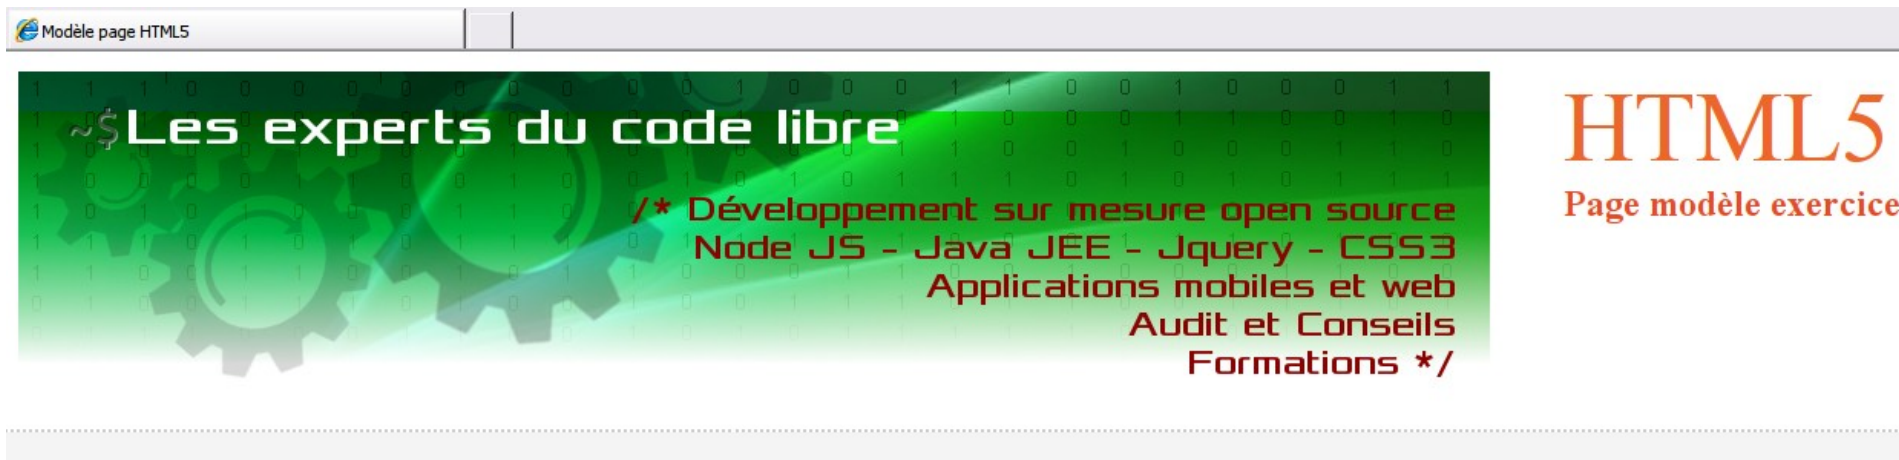 Modèle page HTML5
~$Les experts du code libre
/* Développement sur mesure open source
Node JS - Java JEE - Jquery - CSS3
Applications mobiles et web
Audit et Conseils
Formations */
HTML5
Page modèle exercice